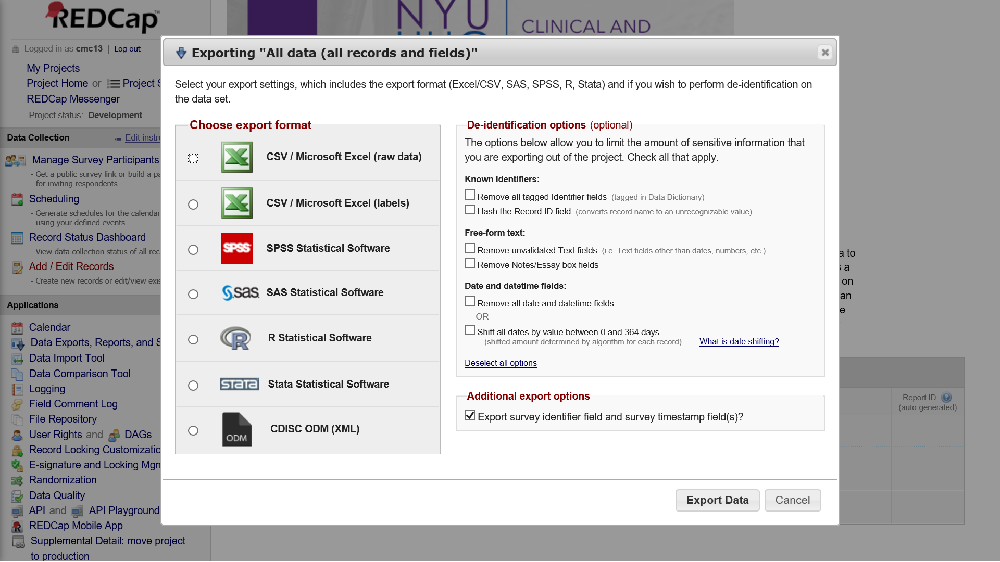 REDCap™
NYU
CLINICAL AND
Logged in as cmc13 | Log out
My Projects
Project Home or Project S
REDCap Messenger
Project status: Development
Data Collection
Edit instru
Manage Survey Participants
- Get a public survey link or build a pa
for inviting respondents
Scheduling
- Generate schedules for the calendar
using your defined events
Record Status Dashboard
- View data collection status of all rec
Add / Edit Records
- Create new records or edit/view exis
Applications
Calendar
Data Exports, Reports, and S
Data Import Tool
Data Comparison Tool
Logging
Field Comment Log
File Repository
User Rights and DAGs
Record Locking Customizatio
E-signature and Locking Mgm
Randomization
Data Quality
API and API Playground
REDCap Mobile App
Supplemental Detail: move project
to production
Exporting "All data (all records and fields)"
Select your export settings, which includes the export format (Excel/CSV, SAS, SPSS, R, Stata) and if you wish to perform de-identification on
the data set.
Choose export format
CSV / Microsoft Excel (raw data)
CSV / Microsoft Excel (labels)
SPSS SPSS Statistical Software
sas SAS Statistical Software
R R Statistical Software
STATA Stata Statistical Software
ODM CDISC ODM (XML)
De-identification options (optional)
The options below allow you to limit the amount of sensitive information that
you are exporting out of the project. Check all that apply.
Known Identifiers:
Remove all tagged Identifier fields (tagged in Data Dictionary)
Hash the Record ID field (converts record name to an unrecognizable value)
Free-form text:
Remove unvalidated Text fields (i.e. Text fields other than dates, numbers, etc.)
Remove Notes/Essay box fields
Date and datetime fields:
Remove all date and datetime fields
— OR —
Shift all dates by value between 0 and 364 days
(shifted amount determined by algorithm for each record) What is date shifting?
Deselect all options
Additional export options
Export survey identifier field and survey timestamp field(s)?
Export Data
Cancel
a to
a
on
an
e
Report ID
(auto-generated)